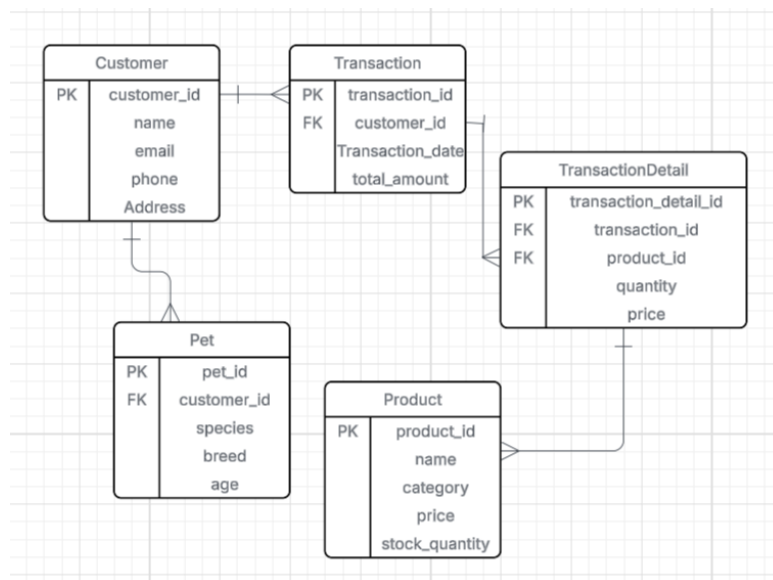 Customer
PK customer_id
name
email
phone
Address
Transaction
PK transaction_id
FK customer_id
Transaction_date
total_amount
TransactionDetail
PK transaction_detail_id
FK transaction_id
FK product_id
quantity
price
Pet
PK pet_id
FK customer_id
species
breed
age
Product
PK product_id
name
category
price
stock_quantity